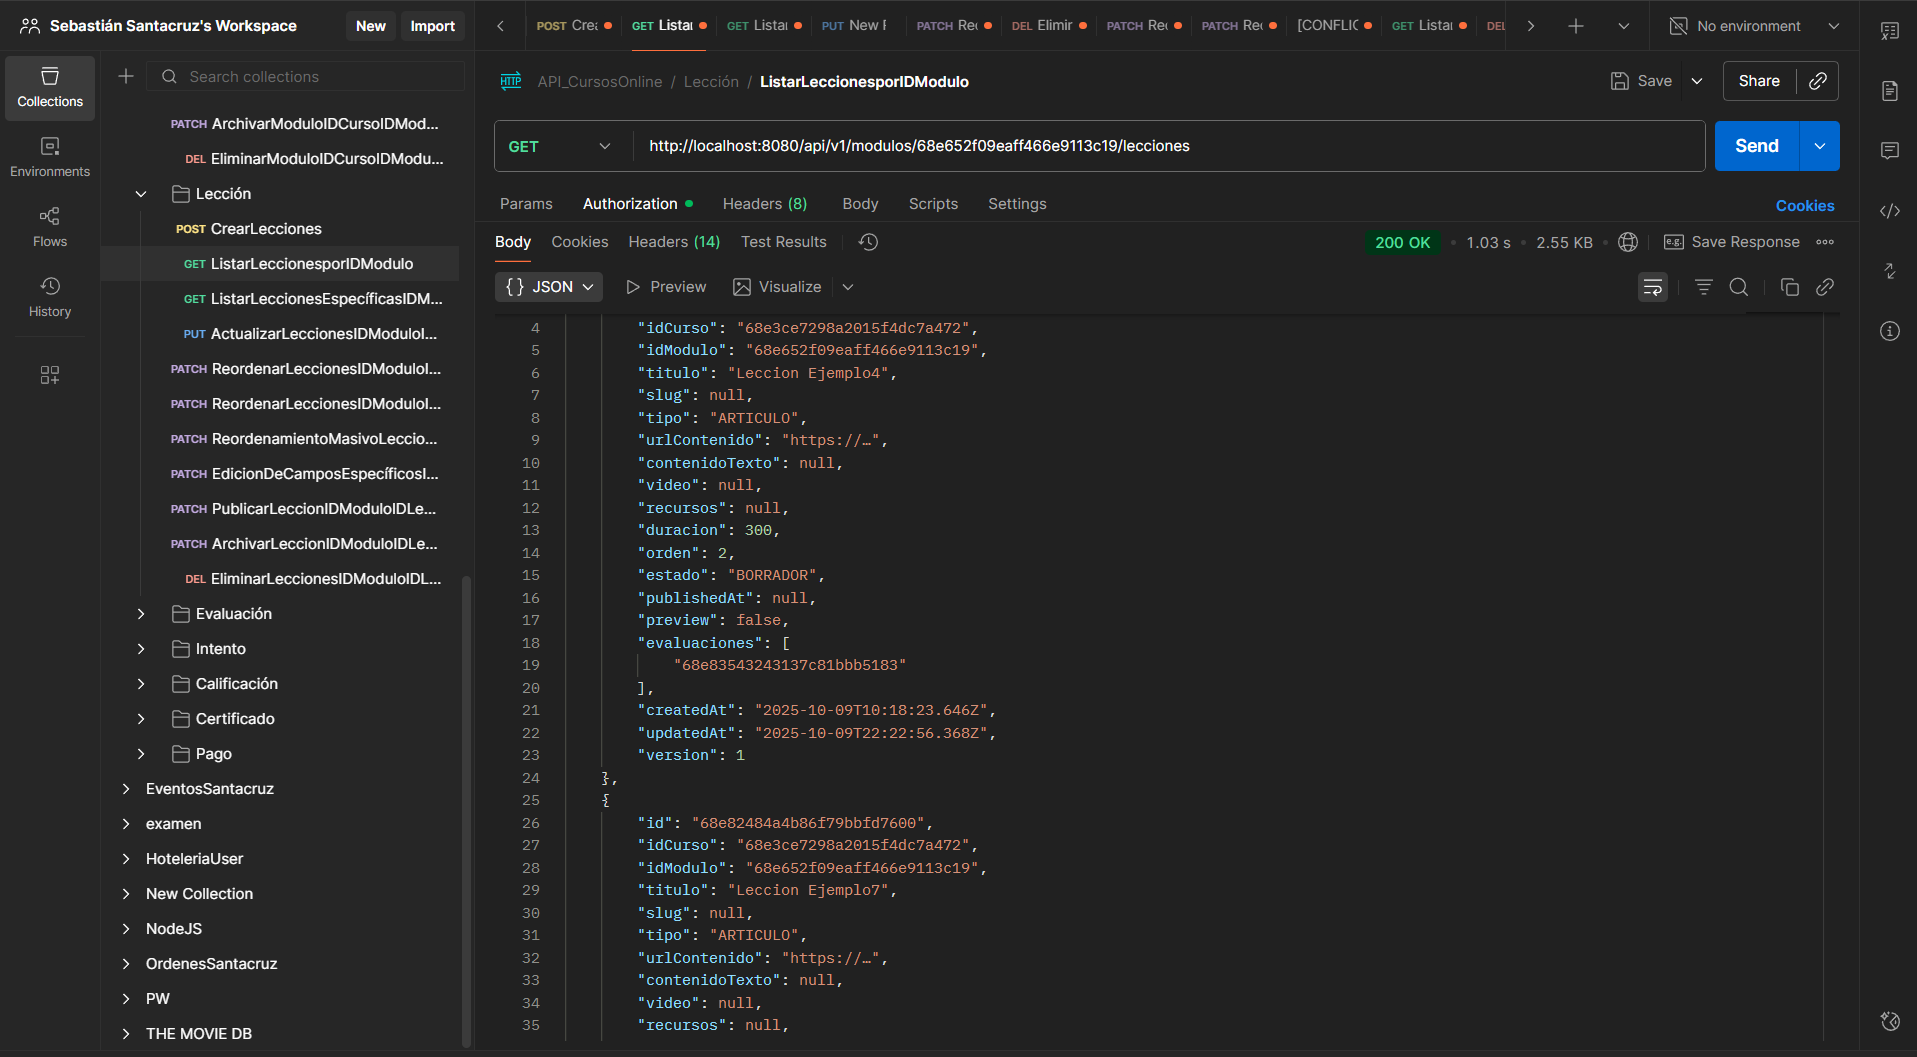 Sebastián Santacruz's Workspace
New
Import
POST Crea
GET Listar
GET Listar
PUT New F
PATCH Rec
DEL Elimir
PATCH Rec
PATCH Rec
[CONFLIC
GET Listar
DEL
No environment
Collections
Environments
Flows
History
Search collections
PATCH ArchivarModuloIDCursoIDMod...
DEL EliminarModuloIDCursoIDModu...
Lección
POST CrearLecciones
GET ListarLeccionesporIDModulo
GET ListarLeccionesEspecíficasIDM...
PUT ActualizarLeccionesIDModuloI...
PATCH ReordenarLeccionesIDModuloI...
PATCH ReordenarLeccionesIDModuloI...
PATCH ReordenamientoMasivoLeccio...
PATCH EdicionDeCamposEspecíficosI...
PATCH PublicarLeccionIDModuloIDLe...
PATCH ArchivarLeccionIDModuloIDLe...
DEL EliminarLeccionesIDModuloIDL...
Evaluación
Intento
Calificación
Certificado
Pago
EventosSantacruz
examen
HoteleriaUser
New Collection
NodeJS
OrdenesSantacruz
PW
THE MOVIE DB
HTTP API_CursosOnline / Lección / ListarLeccionesporIDModulo
Save
Share
GET http://localhost:8080/api/v1/modulos/68e652f09eaff466e9113c19/lecciones
Send
Params Authorization Headers (8) Body Scripts Settings
Cookies
Body Cookies Headers (14) Test Results
200 OK • 1.03 s • 2.55 KB
e.g. Save Response
{} JSON Preview Visualize
4 "idCurso": "68e3ce7298a2015f4dc7a472",
5 "idModulo": "68e652f09eaff466e9113c19",
6 "titulo": "Leccion Ejemplo4",
7 "slug": null,
8 "tipo": "ARTICULO",
9 "urlContenido": "https://…",
10 "contenidoTexto": null,
11 "video": null,
12 "recursos": null,
13 "duracion": 300,
14 "orden": 2,
15 "estado": "BORRADOR",
16 "publishedAt": null,
17 "preview": false,
18 "evaluaciones": [
19 "68e83543243137c81bbb5183"
20 ],
21 "createdAt": "2025-10-09T10:18:23.646Z",
22 "updatedAt": "2025-10-09T22:22:56.368Z",
23 "version": 1
24 },
25 {
26 "id": "68e82484a4b86f79bbfd7600",
27 "idCurso": "68e3ce7298a2015f4dc7a472",
28 "idModulo": "68e652f09eaff466e9113c19",
29 "titulo": "Leccion Ejemplo7",
30 "slug": null,
31 "tipo": "ARTICULO",
32 "urlContenido": "https://…",
33 "contenidoTexto": null,
34 "video": null,
35 "recursos": null,